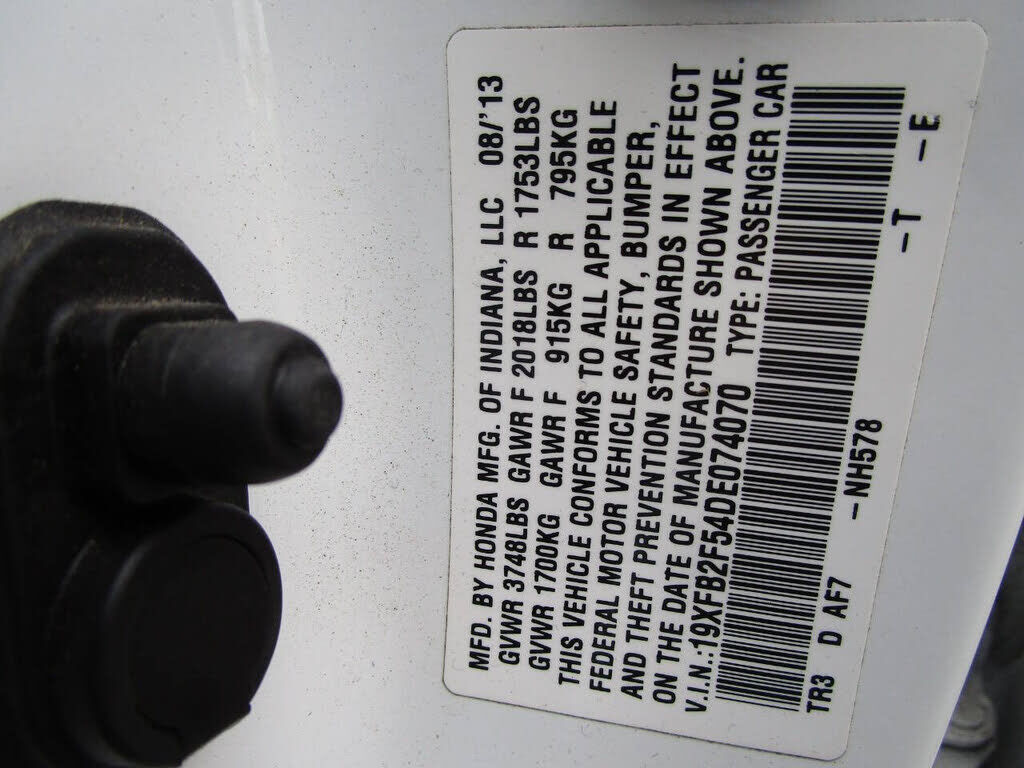 MFD. BY HONDA MFG. OF INDIANA, LLC 08/'13
GVWR 3748LBS GAWR F 2018LBS R 1753LBS
GVWR 1700KG GAWR F 915KG R 795KG
THIS VEHICLE CONFORMS TO ALL APPLICABLE
FEDERAL MOTOR VEHICLE SAFETY, BUMPER,
AND THEFT PREVENTION STANDARDS IN EFFECT
ON THE DATE OF MANUFACTURE SHOWN ABOVE.
V.I.N.:19XFB2F54DE074070 TYPE: PASSENGER CAR
TR3 D AF7 –NH578 –T –E